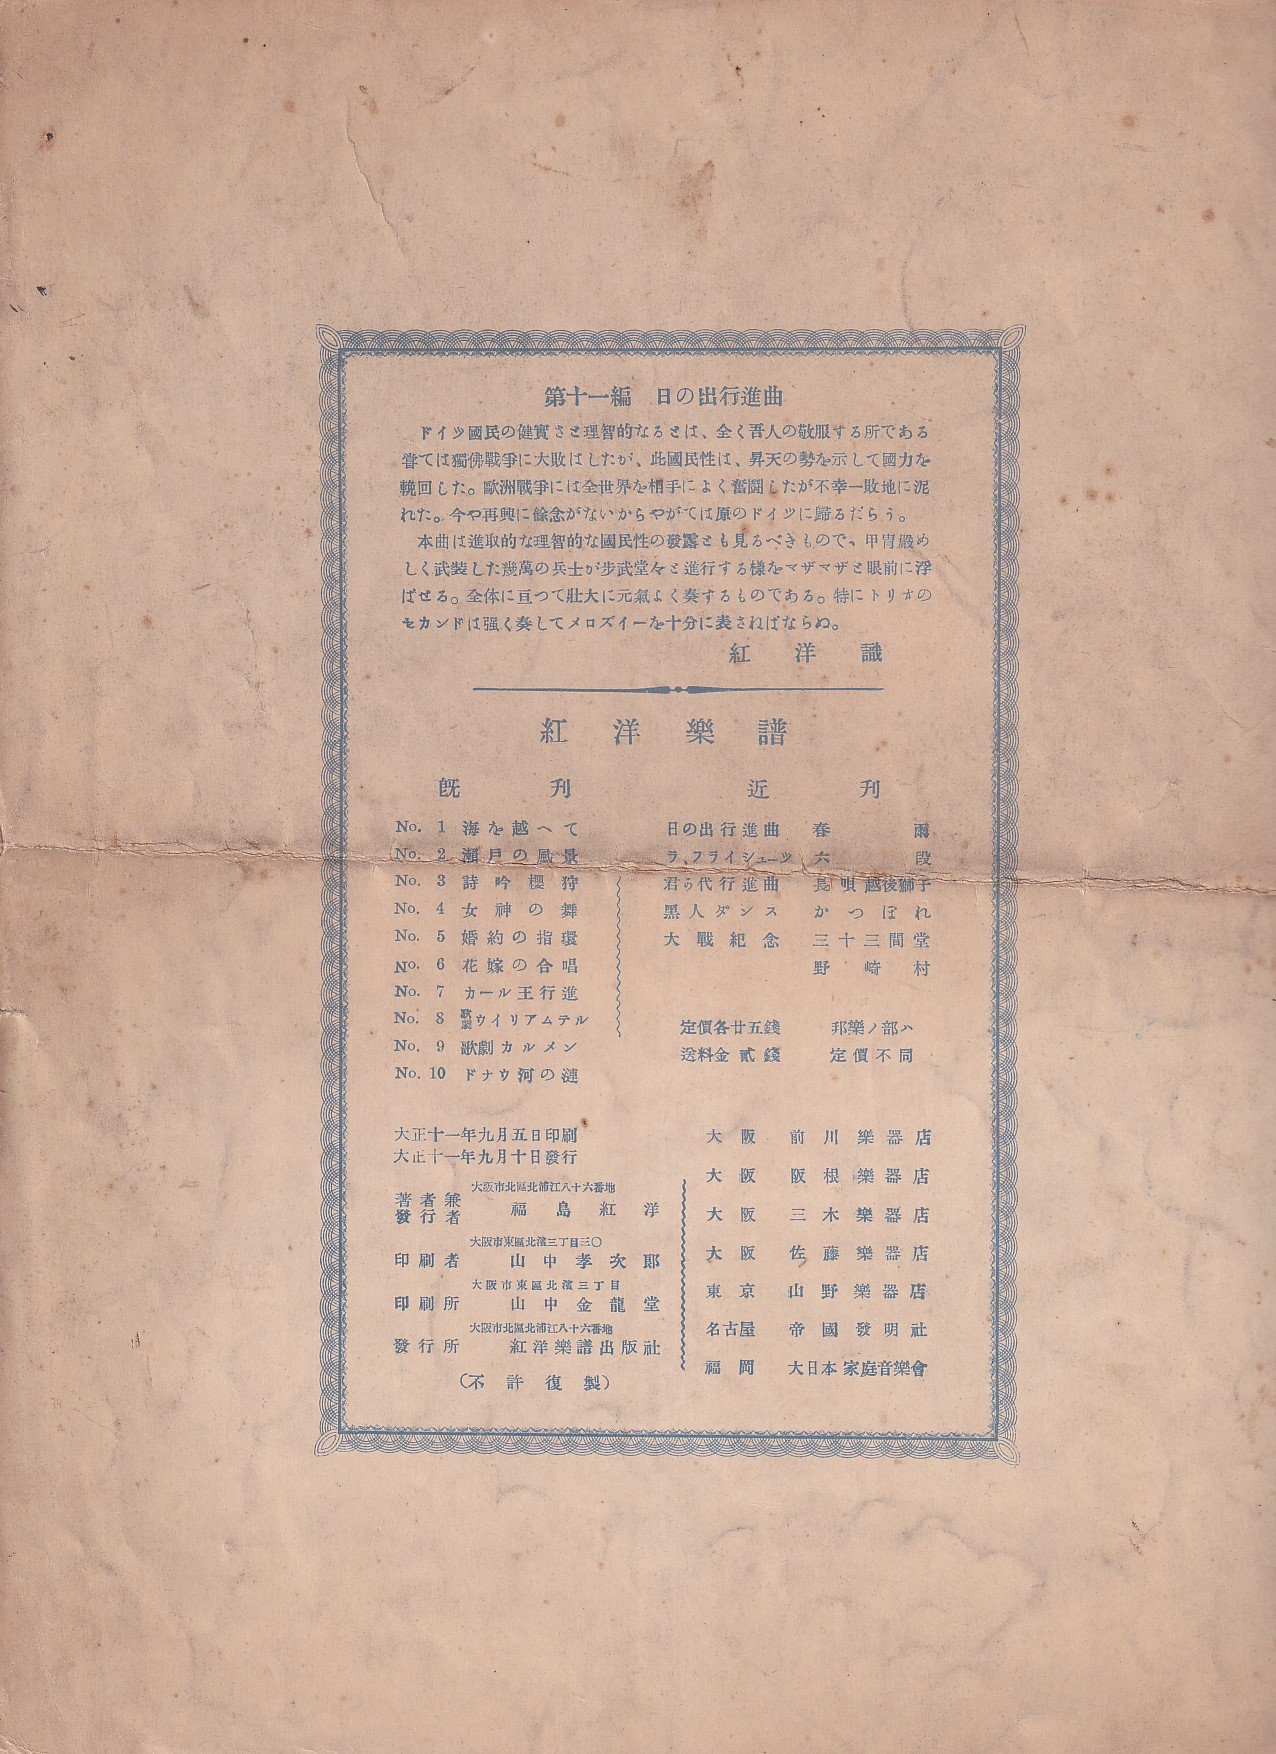 第十一編 日の出行進曲
ドイツ國民の健實さと理智的なるとは、全く吾人の敬服する所である
甞ては獨佛戰爭に大敗はしたが、此國民性は、昇天の勢を示して國力を
輓回した。歐洲戰爭には全世界を相手によく奮鬪したが不幸一敗地に泥
れた。今や再興に餘念がないからやがては原のドイツに歸るだらう。
本曲は進取的な理智的な國民性の發露とも見るべきもので、甲冑嚴め
しく武裝した幾萬の兵士が步武堂々と進行する樣をマザマザと眼前に浮
ばせる。全体に亘つて壯大に元氣よく奏するものである。特にトリオの
セカンドは强く奏してメロズイーを十分に表さればならぬ。
紅洋識
紅洋樂譜
旣刊
No. 1 海を越へて
No. 2 瀨戸の風景
No. 3 詩吟櫻狩
No. 4 女神の舞
No. 5 婚約の指環
No. 6 花嫁の合唱
No. 7 カール王行進
No. 8 歌劇ウイリアムテル
No. 9 歌劇カルメン
No. 10 ドナウ河の漣
近刊
日の出行進曲 春雨
ラ、フライシューツ 六段
君が代行進曲 長唄越後獅子
黑人ダンス かつぽれ
大戰紀念 三十三間堂
野崎村
定價各廿五錢 邦樂ノ部ハ
送料金貳錢 定價不同
大正十一年九月五日印刷
大正十一年九月十日發行
大阪市北區北浦江八十六番地
著者兼發行者 福島紅洋
大阪市東區北濱三丁目三〇
印刷者 山中孝次郎
大阪市東區北濱三丁目
印刷所 山中金龍堂
大阪市北區北浦江八十六番地
發行所 紅洋樂譜出版社
(不許復製)
大阪 前川樂器店
大阪 阪根樂器店
大阪 三木樂器店
大阪 佐藤樂器店
東京 山野樂器店
名古屋 帝國發明社
福岡 大日本家庭音樂會